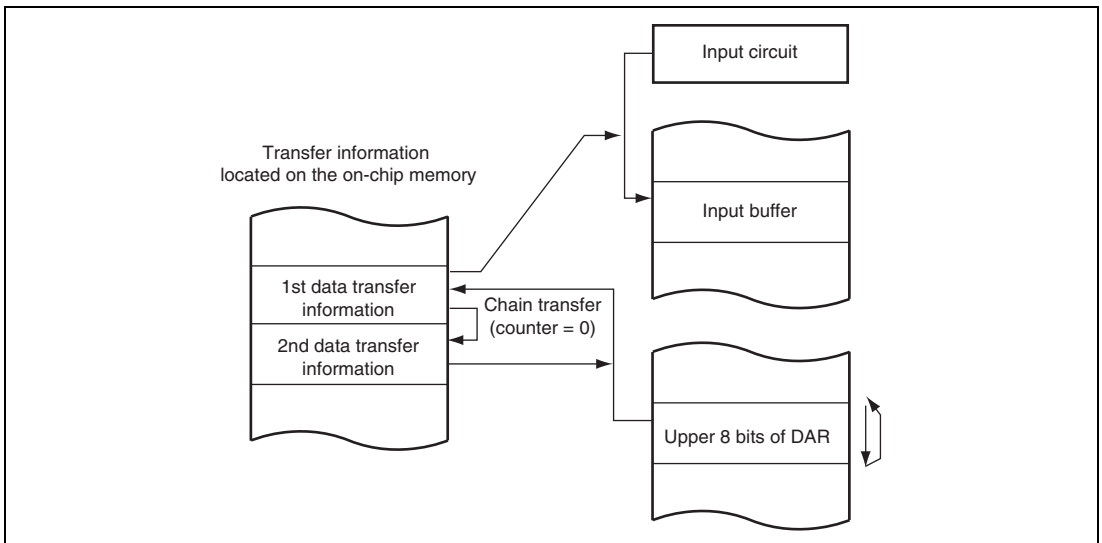 Input circuit
Transfer information
located on the on-chip memory
Input buffer
1st data transfer
information
Chain transfer
(counter = 0)
2nd data transfer
information
Upper 8 bits of DAR